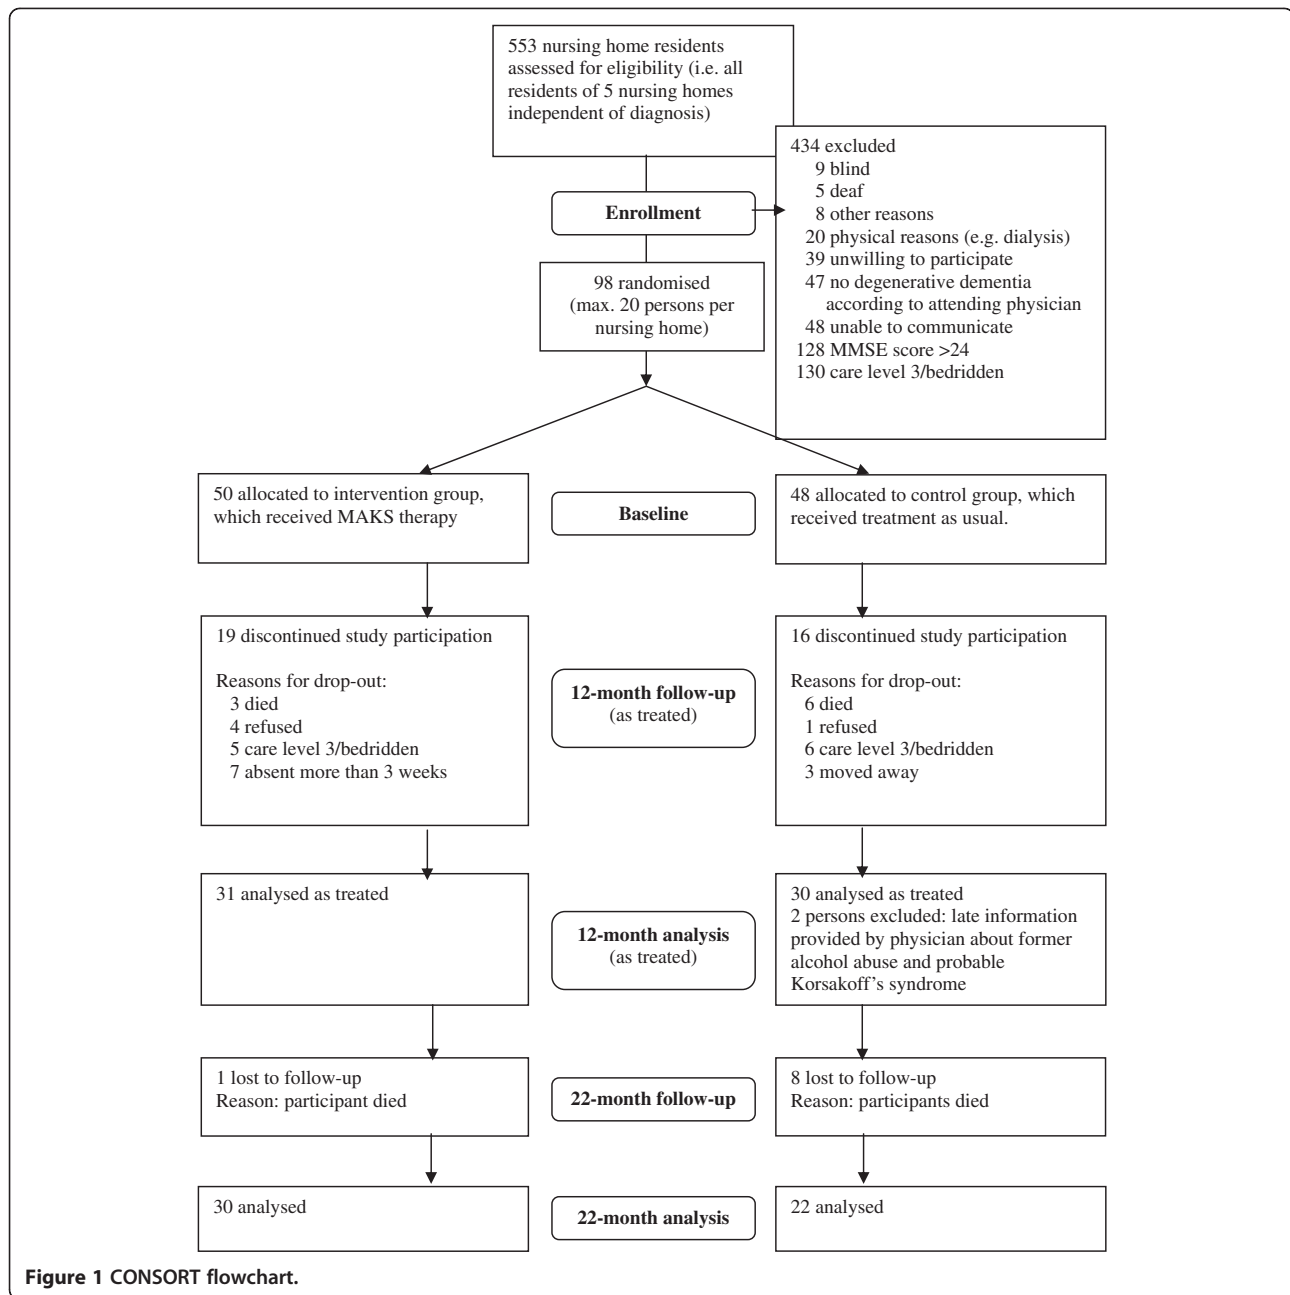 553 nursing home residents
assessed for eligibility (i.e. all
residents of 5 nursing homes
independent of diagnosis)
434 excluded
9 blind
5 deaf
8 other reasons
20 physical reasons (e.g. dialysis)
39 unwilling to participate
47 no degenerative dementia
according to attending physician
48 unable to communicate
128 MMSE score >24
130 care level 3/bedridden
Enrollment
98 randomised
(max. 20 persons per
nursing home)
50 allocated to intervention group,
which received MAKS therapy
Baseline
48 allocated to control group, which
received treatment as usual.
19 discontinued study participation
Reasons for drop-out:
3 died
4 refused
5 care level 3/bedridden
7 absent more than 3 weeks
12-month follow-up
(as treated)
16 discontinued study participation
Reasons for drop-out:
6 died
1 refused
6 care level 3/bedridden
3 moved away
31 analysed as treated
12-month analysis
(as treated)
30 analysed as treated
2 persons excluded: late information
provided by physician about former
alcohol abuse and probable
Korsakoff’s syndrome
1 lost to follow-up
Reason: participant died
22-month follow-up
8 lost to follow-up
Reason: participants died
30 analysed
22-month analysis
22 analysed
Figure 1 CONSORT flowchart.